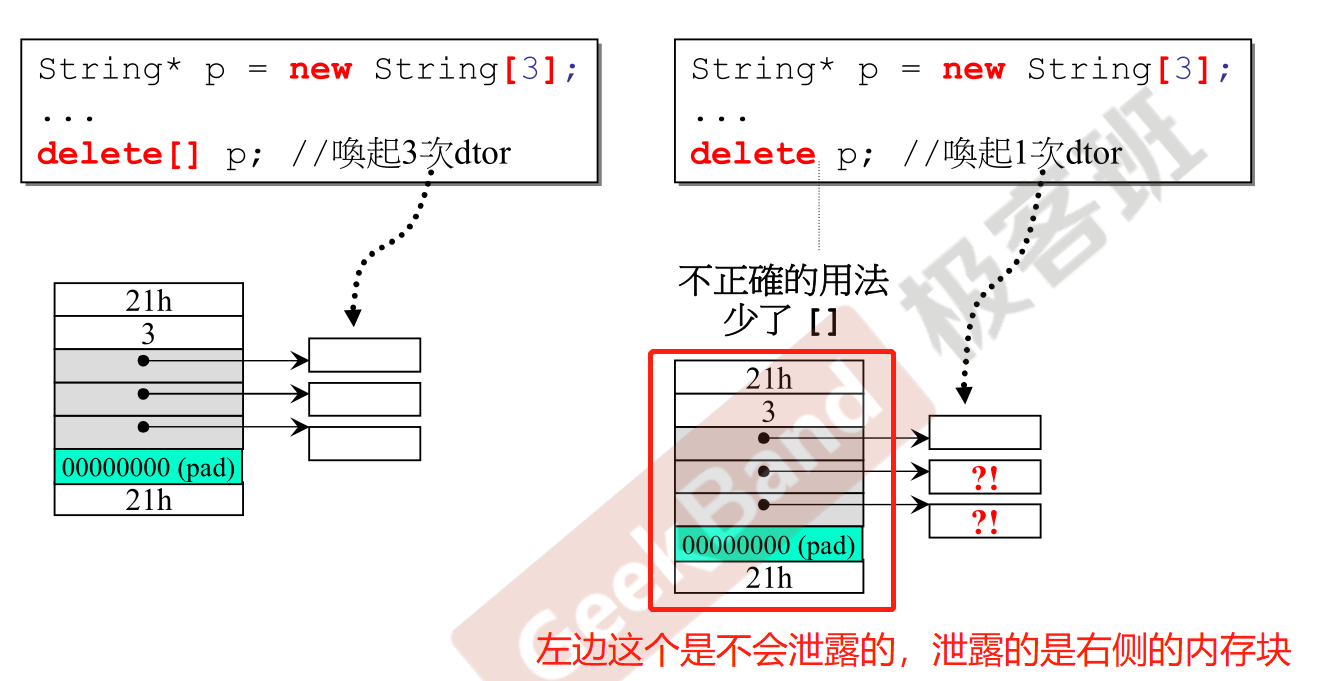 String* p = new String[3];
...
delete[] p; //喚起3次dtor
String* p = new String[3];
...
delete p; //喚起1次dtor
不正確的用法
少了 []
21h
3
00000000 (pad)
21h
21h
3
00000000 (pad)
21h
?!
?!
左边这个是不会泄露的，泄露的是右侧的内存块
GeekBand
极客班